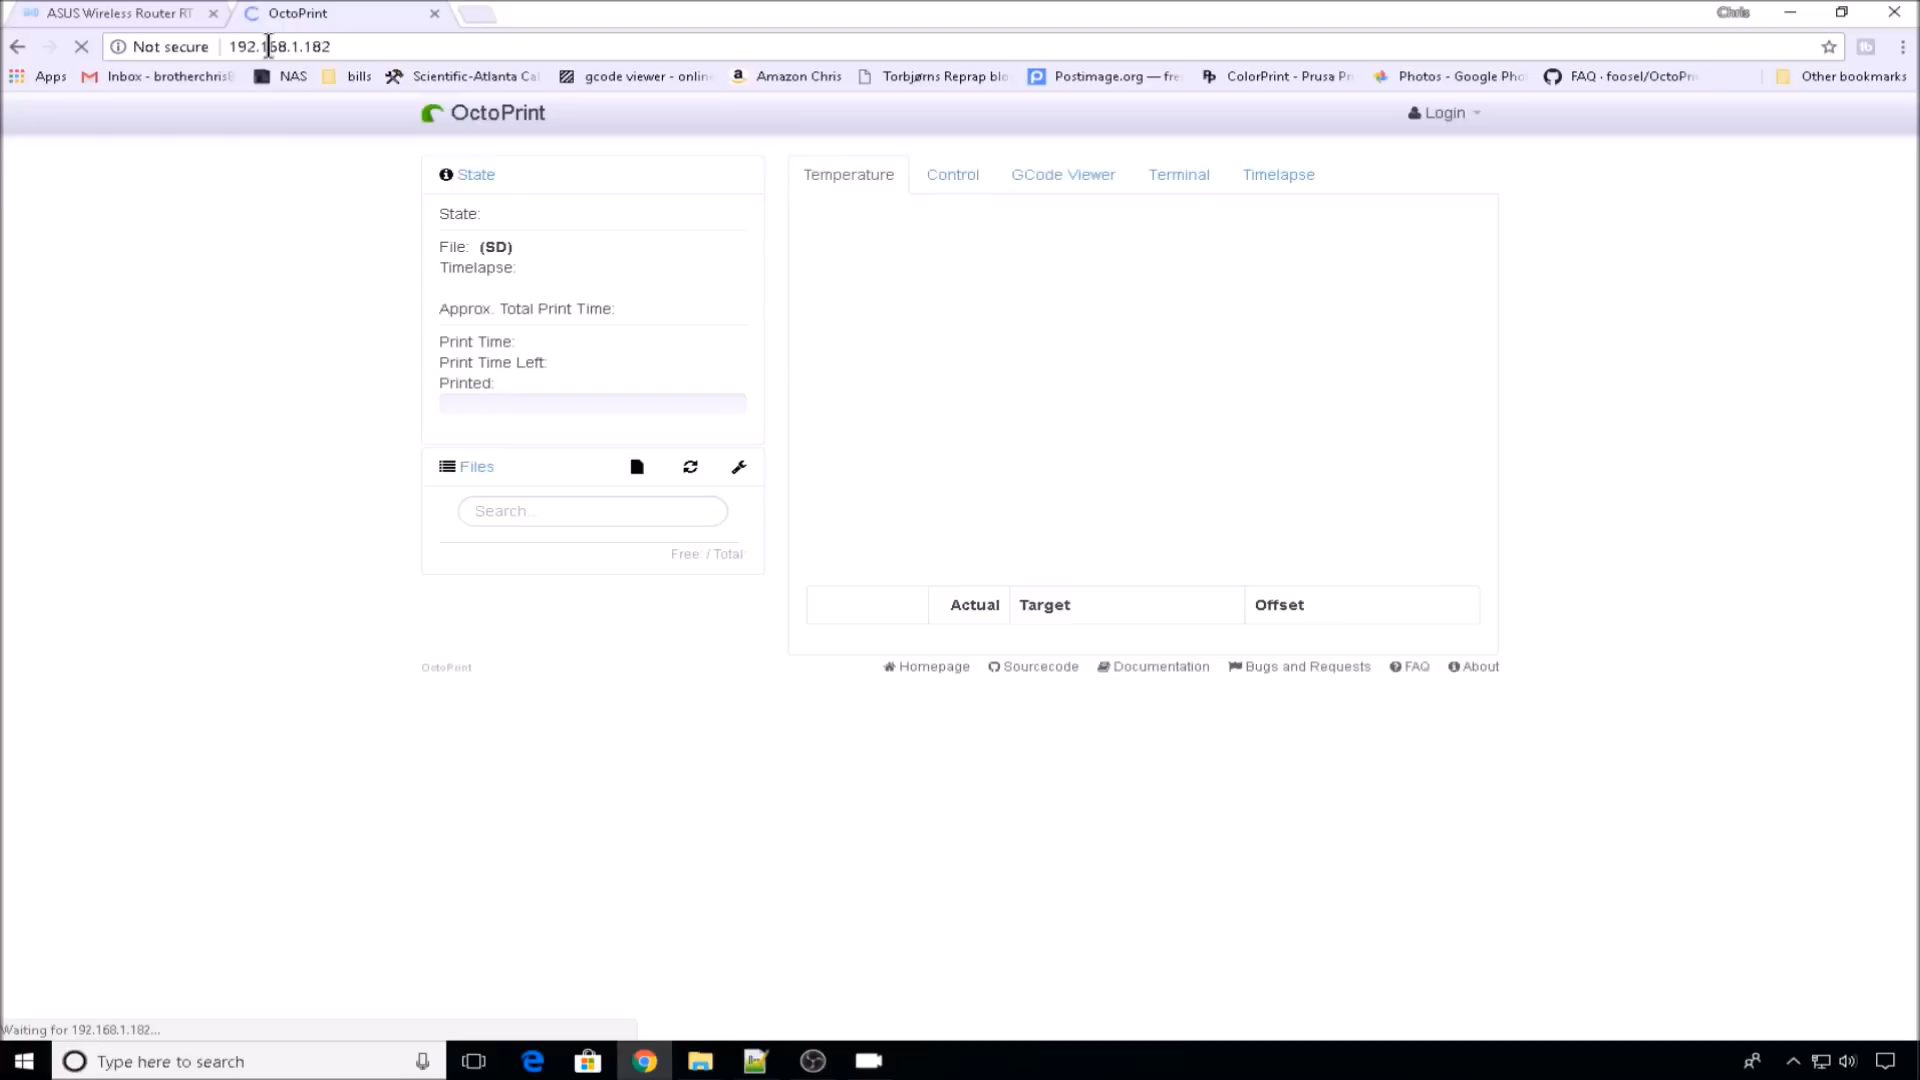 ASUS Wireless Router RT
OctoPrint
Chris
Not secure
192.168.1.182
Apps
Inbox - brotherchris
NAS
bills
Scientific-Atlanta Ca
gcode viewer - onlin
Amazon Chris
Torbjørns Reprap blo
Postimage.org — fre
ColorPrint - Prusa Pr
Photos - Google Pho
FAQ · foosel/OctoPri
Other bookmarks
OctoPrint
Login
State
State:
File: (SD)
Timelapse:
Approx. Total Print Time:
Print Time:
Print Time Left:
Printed:
Files
Search...
Free: / Total:
Temperature
Control
GCode Viewer
Terminal
Timelapse
Actual
Target
Offset
OctoPrint
Homepage
Sourcecode
Documentation
Bugs and Requests
FAQ
About
Waiting for 192.168.1.182...
Type here to search